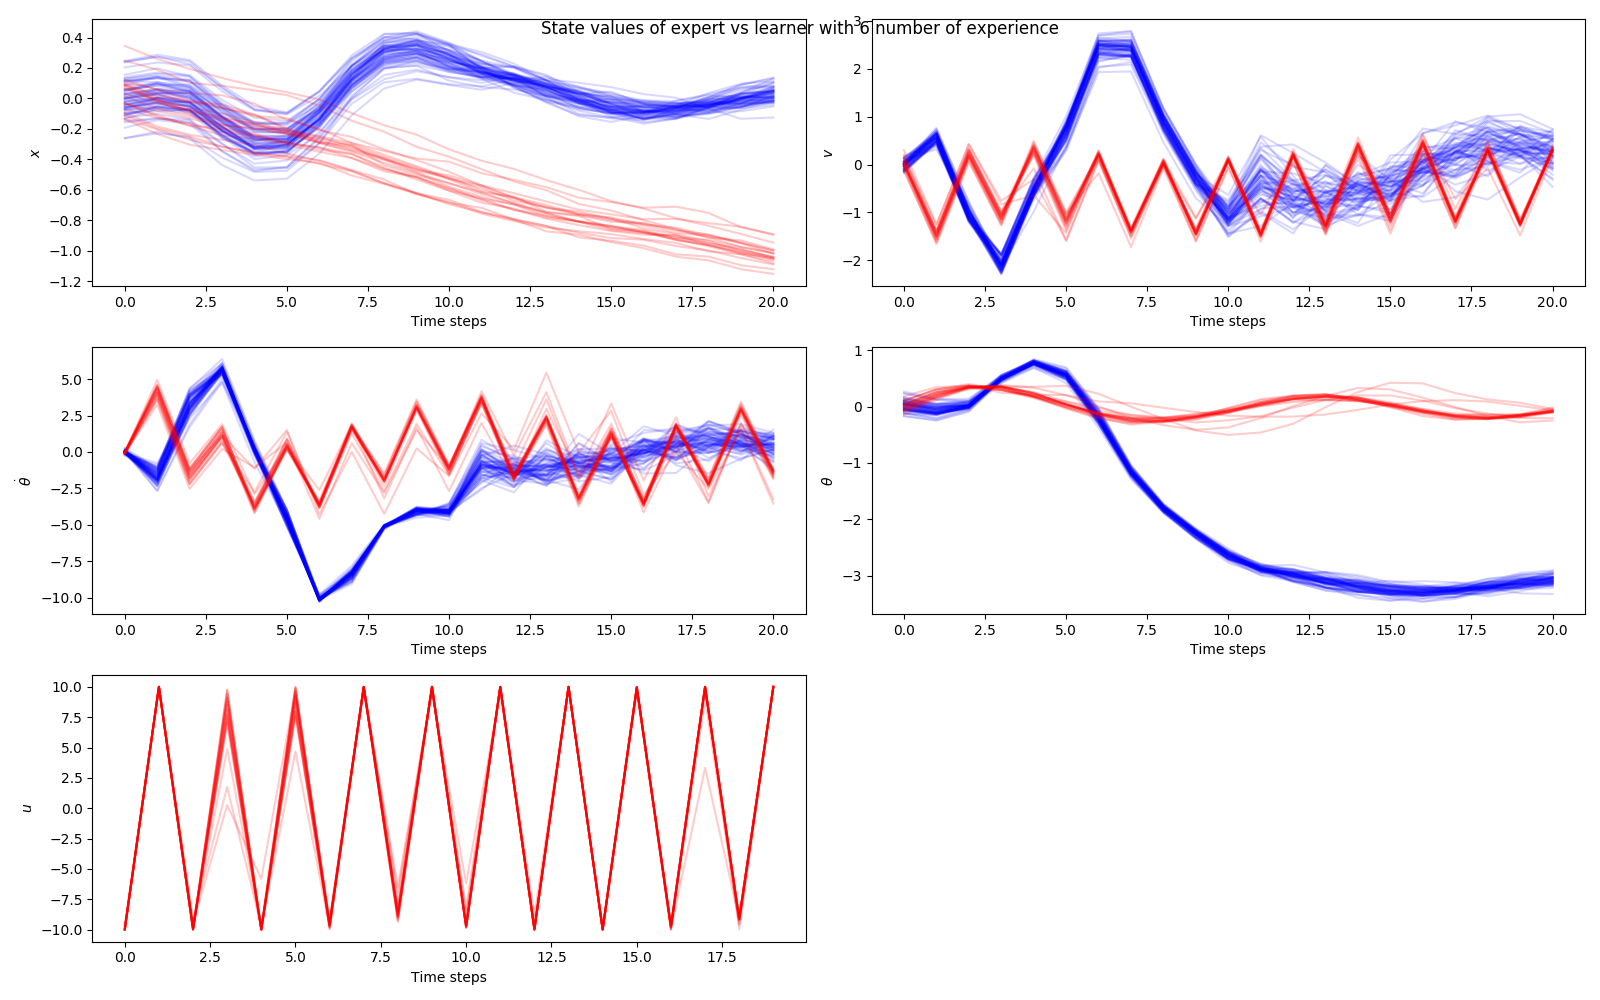 State values of expert vs learner with 6 number of experience
0.4
0.2
0.0
−0.2
−0.4
−0.6
−0.8
−1.0
−1.2
x
0.0 2.5 5.0 7.5 10.0 12.5 15.0 17.5 20.0
Time steps
3
2
1
0
−1
−2
v
0.0 2.5 5.0 7.5 10.0 12.5 15.0 17.5 20.0
Time steps
5.0
2.5
0.0
−2.5
−5.0
−7.5
−10.0
θ̇
0.0 2.5 5.0 7.5 10.0 12.5 15.0 17.5 20.0
Time steps
1
0
−1
−2
−3
θ
0.0 2.5 5.0 7.5 10.0 12.5 15.0 17.5 20.0
Time steps
10.0
7.5
5.0
2.5
0.0
−2.5
−5.0
−7.5
−10.0
u
0.0 2.5 5.0 7.5 10.0 12.5 15.0 17.5
Time steps